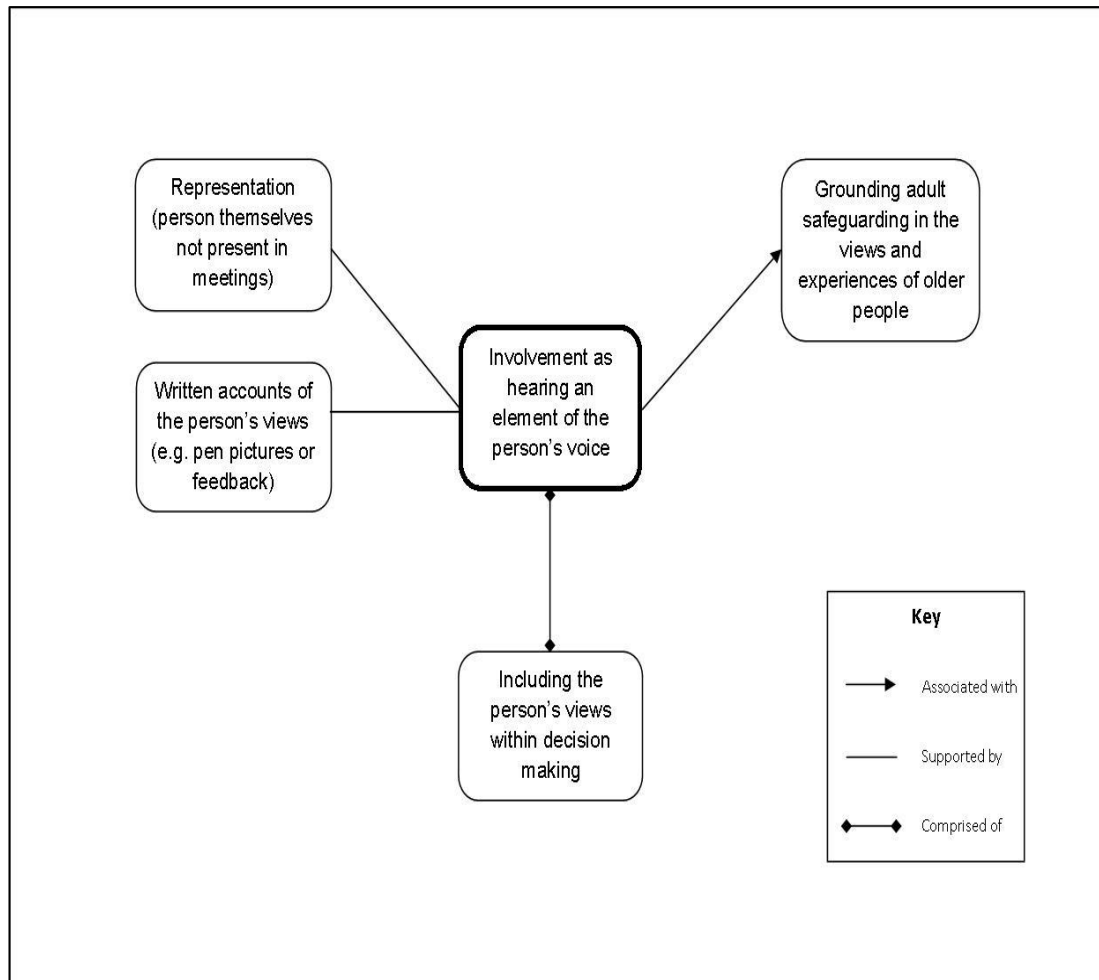 Representation
(person themselves
not present in
meetings)
Grounding adult
safeguarding in the
views and
experiences of older
people
Written accounts of
the person’s views
(e.g. pen pictures or
feedback)
Involvement as
hearing an
element of the
person’s voice
Including the
person’s views
within decision
making
Key
Associated with
Supported by
Comprised of